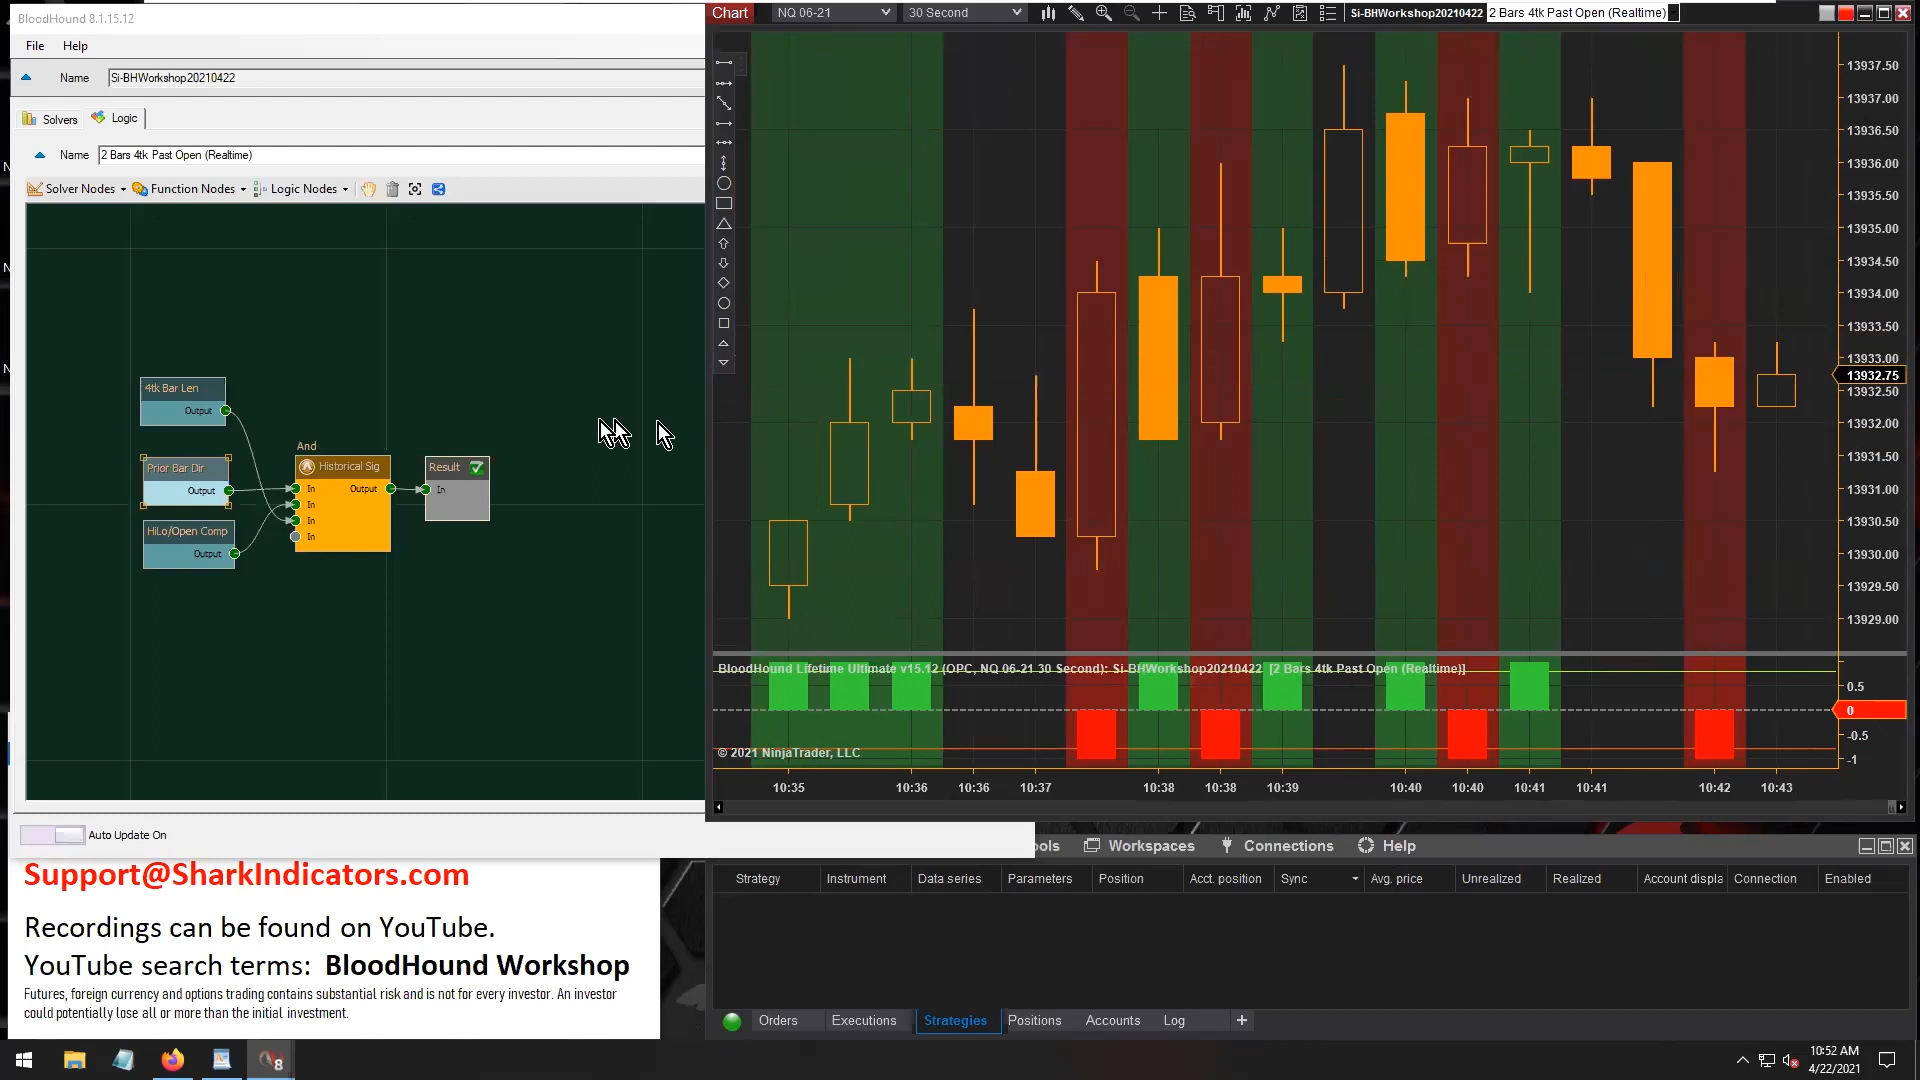 BloodHound 8.1.15.12
File Help
Name Si-BHWorkshop20210422
Solvers Logic
Name 2 Bars 4tk Past Open (Realtime)
Solver Nodes Function Nodes Logic Nodes
4tk Bar Len
Output
Prior Bar Dir
Output
HiLo/Open Comp
Output
And
Historical Sig
In Output
In
In
In
Result
In
Auto Update On
Support@SharkIndicators.com
Recordings can be found on YouTube.
YouTube search terms: BloodHound Workshop
Futures, foreign currency and options trading contains substantial risk and is not for every investor. An investor
could potentially lose all or more than the initial investment.
Chart NQ 06-21 30 Second Si-BHWorkshop20210422 2 Bars 4tk Past Open (Realtime)
13937.50
13937.00
13936.50
13936.00
13935.50
13935.00
13934.50
13934.00
13933.50
13933.00
13932.75
13932.50
13932.00
13931.50
13931.00
13930.50
13930.00
13929.50
13929.00
BloodHound Lifetime Ultimate v15.12 (OPC, NQ 06-21 30 Second): Si-BHWorkshop20210422 [2 Bars 4tk Past Open (Realtime)]
0.5
0
-0.5
-1
© 2021 NinjaTrader, LLC
10:35 10:36 10:36 10:37 10:38 10:38 10:39 10:40 10:40 10:41 10:41 10:42 10:43
ools Workspaces Connections Help
Strategy Instrument Data series Parameters Position Acct. position Sync Avg. price Unrealized Realized Account displa Connection Enabled
Orders Executions Strategies Positions Accounts Log +
8
10:52 AM
4/22/2021